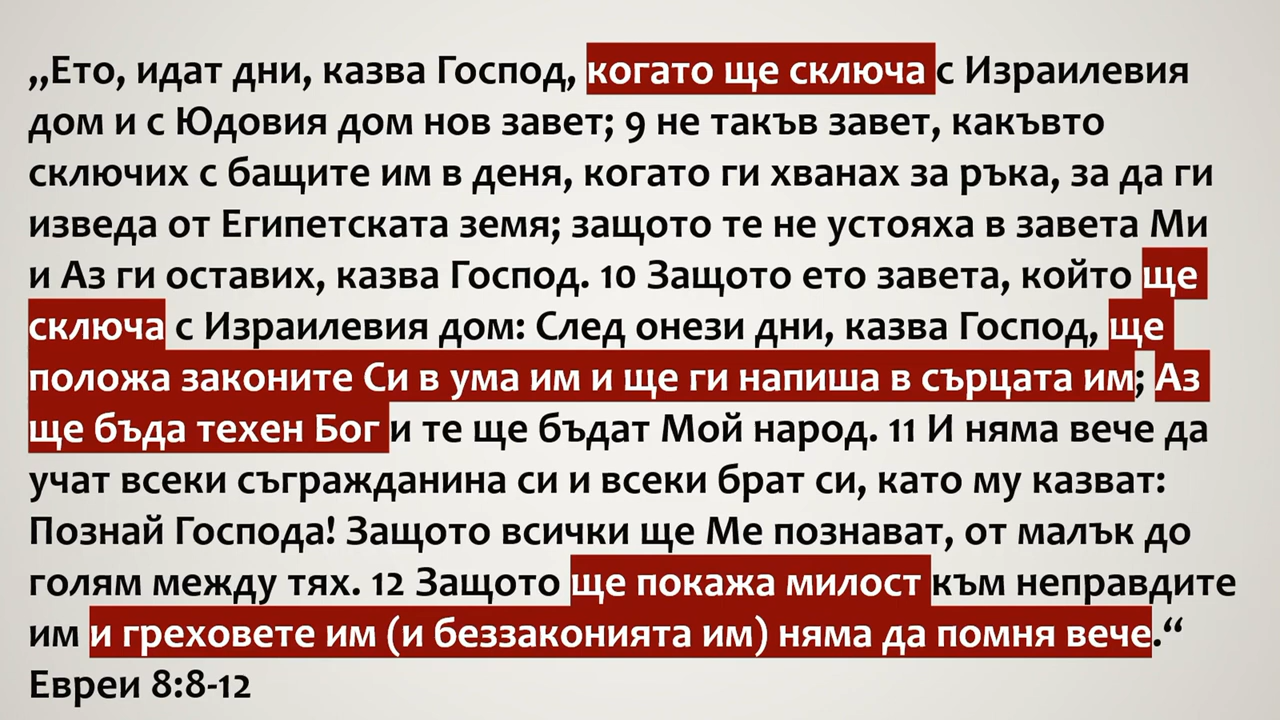 „Ето, идат дни, казва Господ, когато ще сключа с Израилевия
дом и с Юдовия дом нов завет; 9 не такъв завет, какъвто
сключих с бащите им в деня, когато ги хванах за ръка, за да ги
изведа от Египетската земя; защото те не устояха в завета Ми
и Аз ги оставих, казва Господ. 10 Защото ето завета, който ще
сключа с Израилевия дом: След онези дни, казва Господ, ще
положа законите Си в ума им и ще ги напиша в сърцата им; Аз
ще бъда техен Бог и те ще бъдат Мой народ. 11 И няма вече да
учат всеки съгражданина си и всеки брат си, като му казват:
Познай Господа! Защото всички ще Ме познават, от малък до
голям между тях. 12 Защото ще покажа милост към неправдите
им и греховете им (и беззаконията им) няма да помня вече.“
Евреи 8:8-12